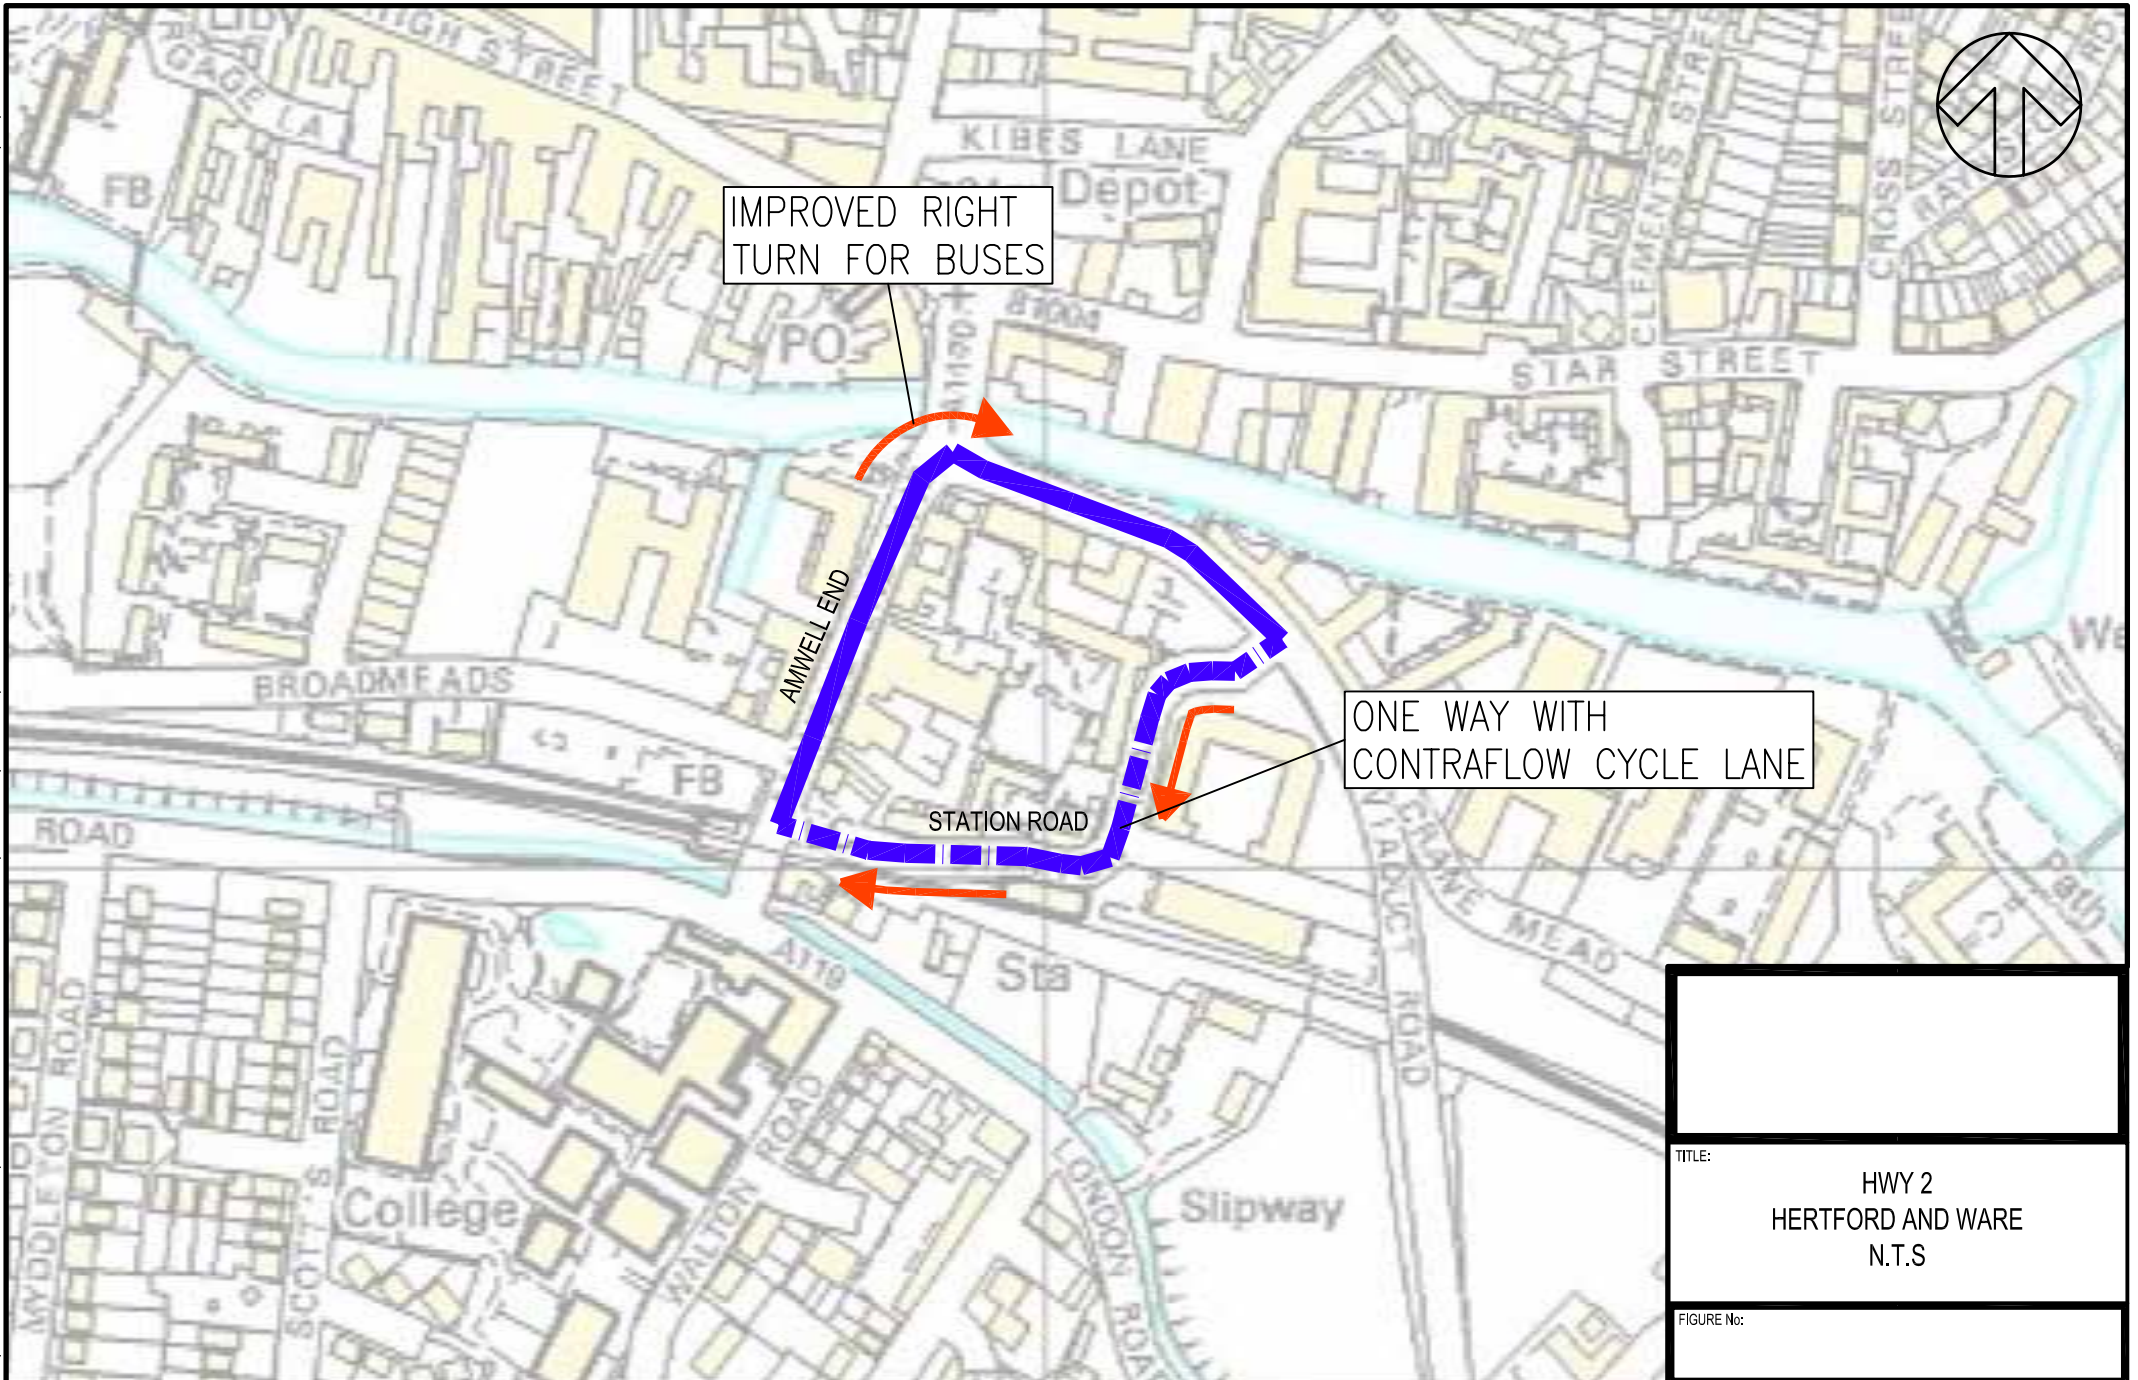 HIGH STREET
KIBES LANE
Depot
FB
IMPROVED RIGHT
TURN FOR BUSES
CLEMENTS STREET
CROSS STREET
PO
A1190
B1004
STAR STREET
AMWELL END
BROADMEADS
FB
ONE WAY WITH
CONTRAFLOW CYCLE LANE
STATION ROAD
ROAD
VIADUCT ROAD
MEAD
Path
A119
Sta
MYDDLETON ROAD
SCOTT'S ROAD
College
WALTON ROAD
LONDON ROAD
Slipway
TITLE:
HWY 2
HERTFORD AND WARE
N.T.S
FIGURE No: